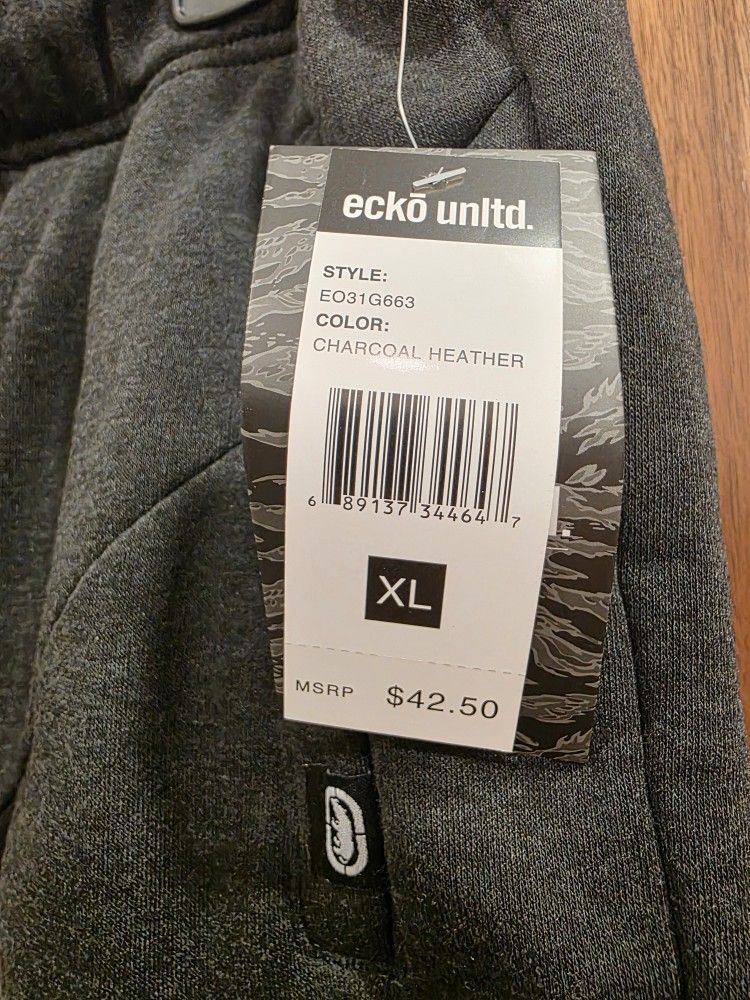 eckō unltd.
STYLE:
EO31G663
COLOR:
CHARCOAL HEATHER
6 89137 34464 7
XL
MSRP $42.50